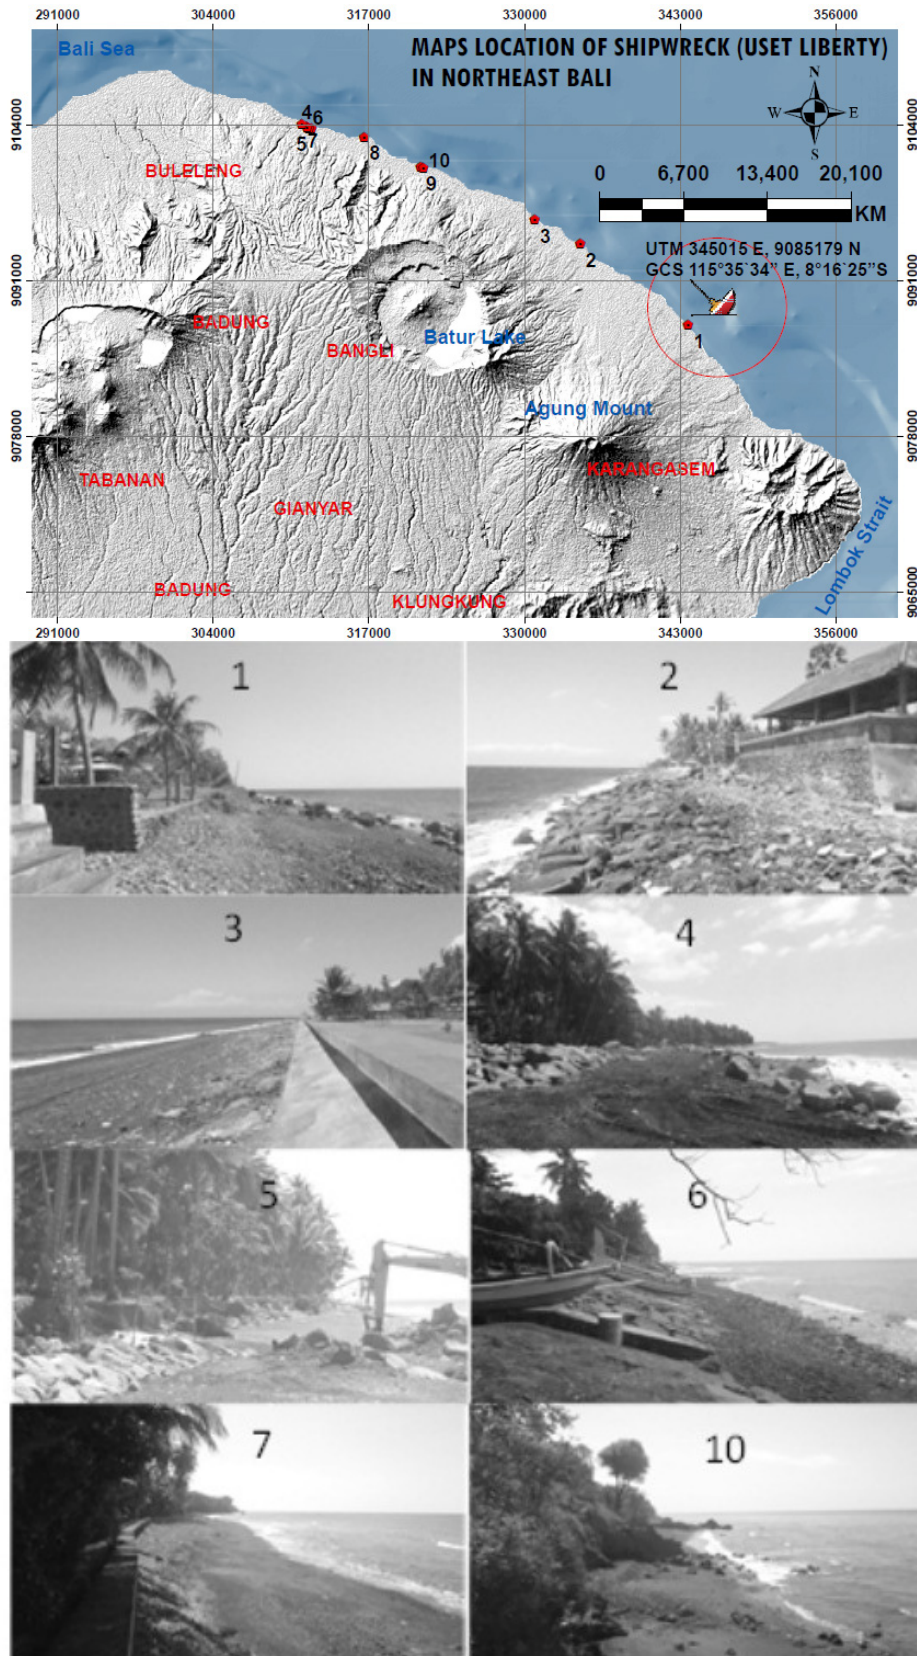 291000 304000 317000 330000 343000 356000
Bali Sea
MAPS LOCATION OF SHIPWRECK (USET LIBERTY)
IN NORTHEAST BALI
N
W E
S
9104000 9104000
4 6
5 7
8
10
9
BULELENG
0 6,700 13,400 20,100
KM
3
2
UTM 345015 E, 9085179 N
GCS 115°35`34” E, 8°16`25”S
9091000 9091000
BADUNG
BANGLI
Batur Lake
1
Agung Mount
9078000 9078000
KARANGASEM
TABANAN
GIANYAR
Lombok Strait
BADUNG
KLUNGKUNG
9065000 9065000
291000 304000 317000 330000 343000 356000
1 2
3 4
5 6
7 10